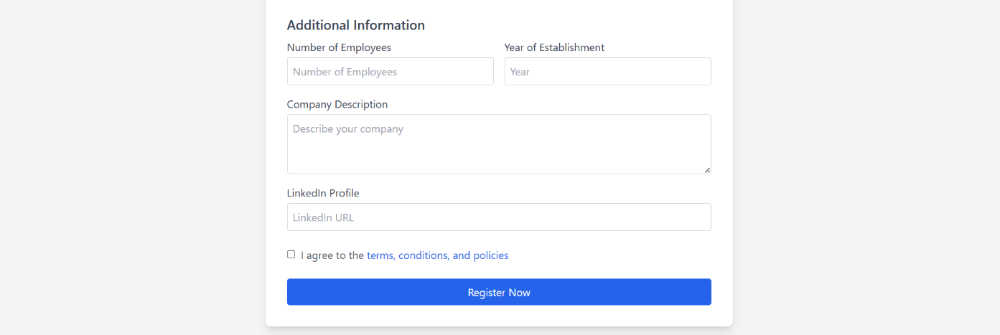 Additional Information
Number of Employees
Year of Establishment
Number of Employees
Year
Company Description
Describe your company
LinkedIn Profile
LinkedIn URL
I agree to the terms, conditions, and policies
Register Now